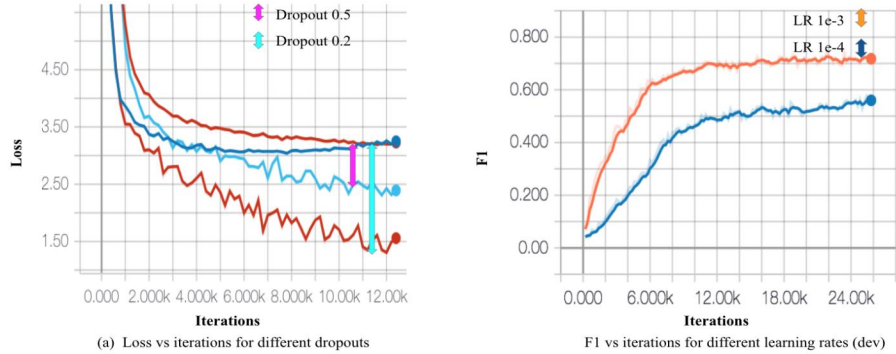 Dropout 0.5
Dropout 0.2
4.50
3.50
2.50
1.50
Loss
0.000 2.000k 4.000k 6.000k 8.000k 10.00k 12.00k
Iterations
(a) Loss vs iterations for different dropouts
LR 1e-3
LR 1e-4
0.800
0.600
0.400
0.200
0.00
F1
0.000 6.000k 12.00k 18.00k 24.00k
Iterations
F1 vs iterations for different learning rates (dev)